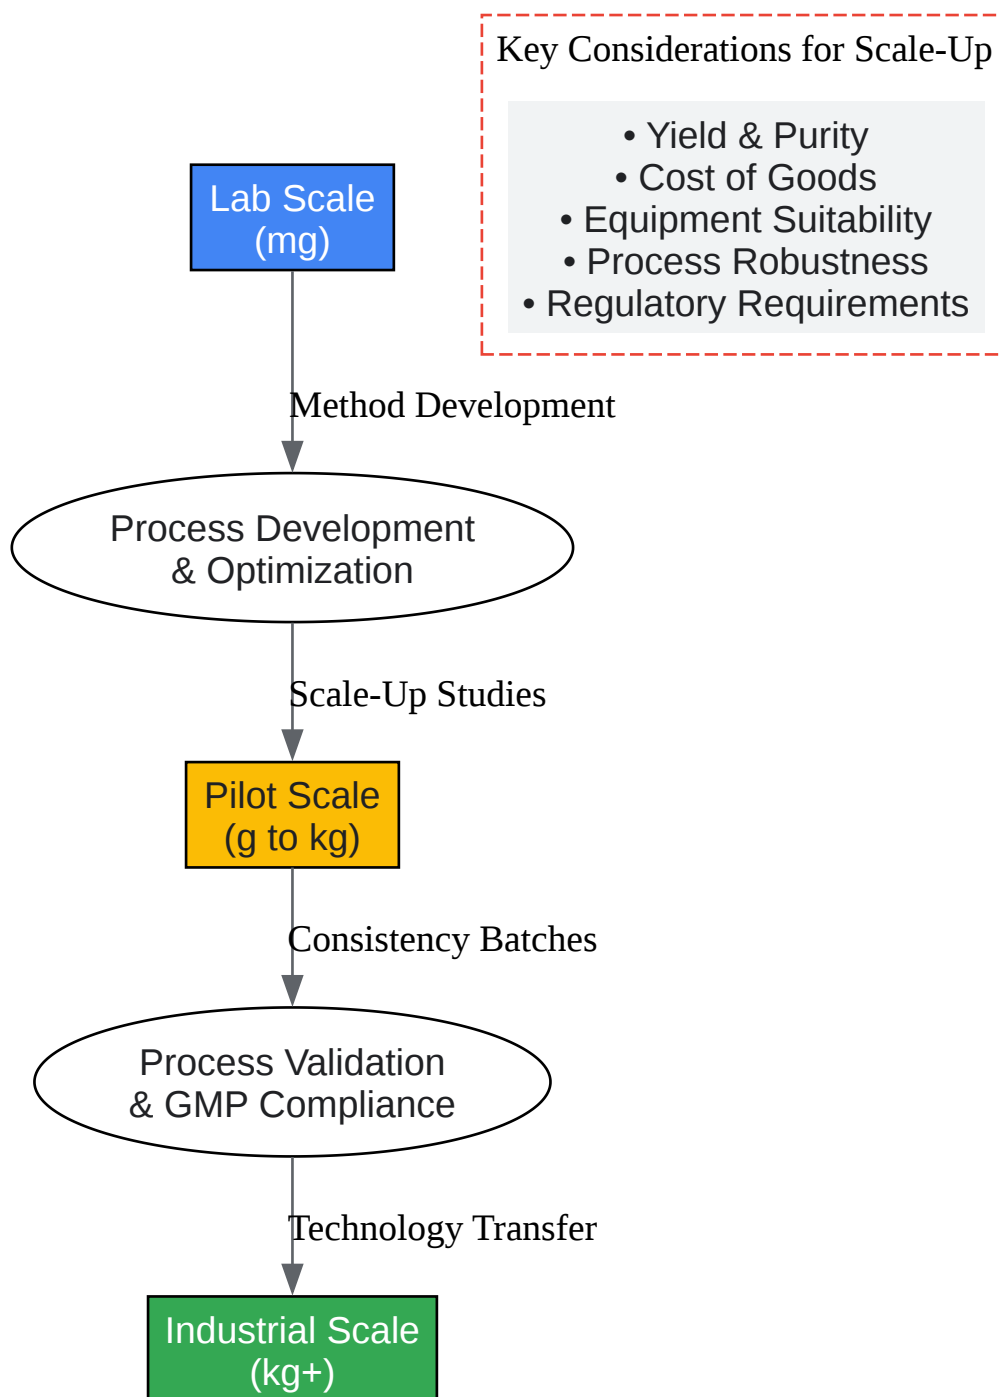 Key Considerations for Scale-Up
• Yield & Purity
• Cost of Goods
• Equipment Suitability
• Process Robustness
• Regulatory Requirements
Lab Scale
(mg)
Method Development
Process Development
& Optimization
Scale-Up Studies
Pilot Scale
(g to kg)
Consistency Batches
Process Validation
& GMP Compliance
Technology Transfer
Industrial Scale
(kg+)